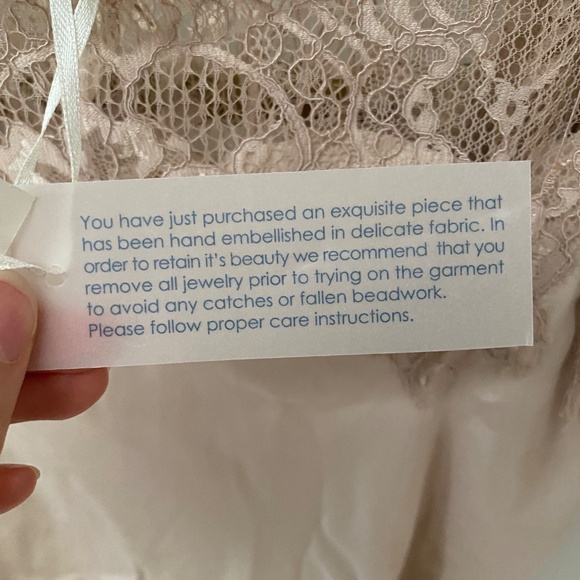 You have just purchased an exquisite piece that
has been hand embellished in delicate fabric. In
order to retain it's beauty we recommend that you
remove all jewelry prior to trying on the garment
to avoid any catches or fallen beadwork.
Please follow proper care instructions.